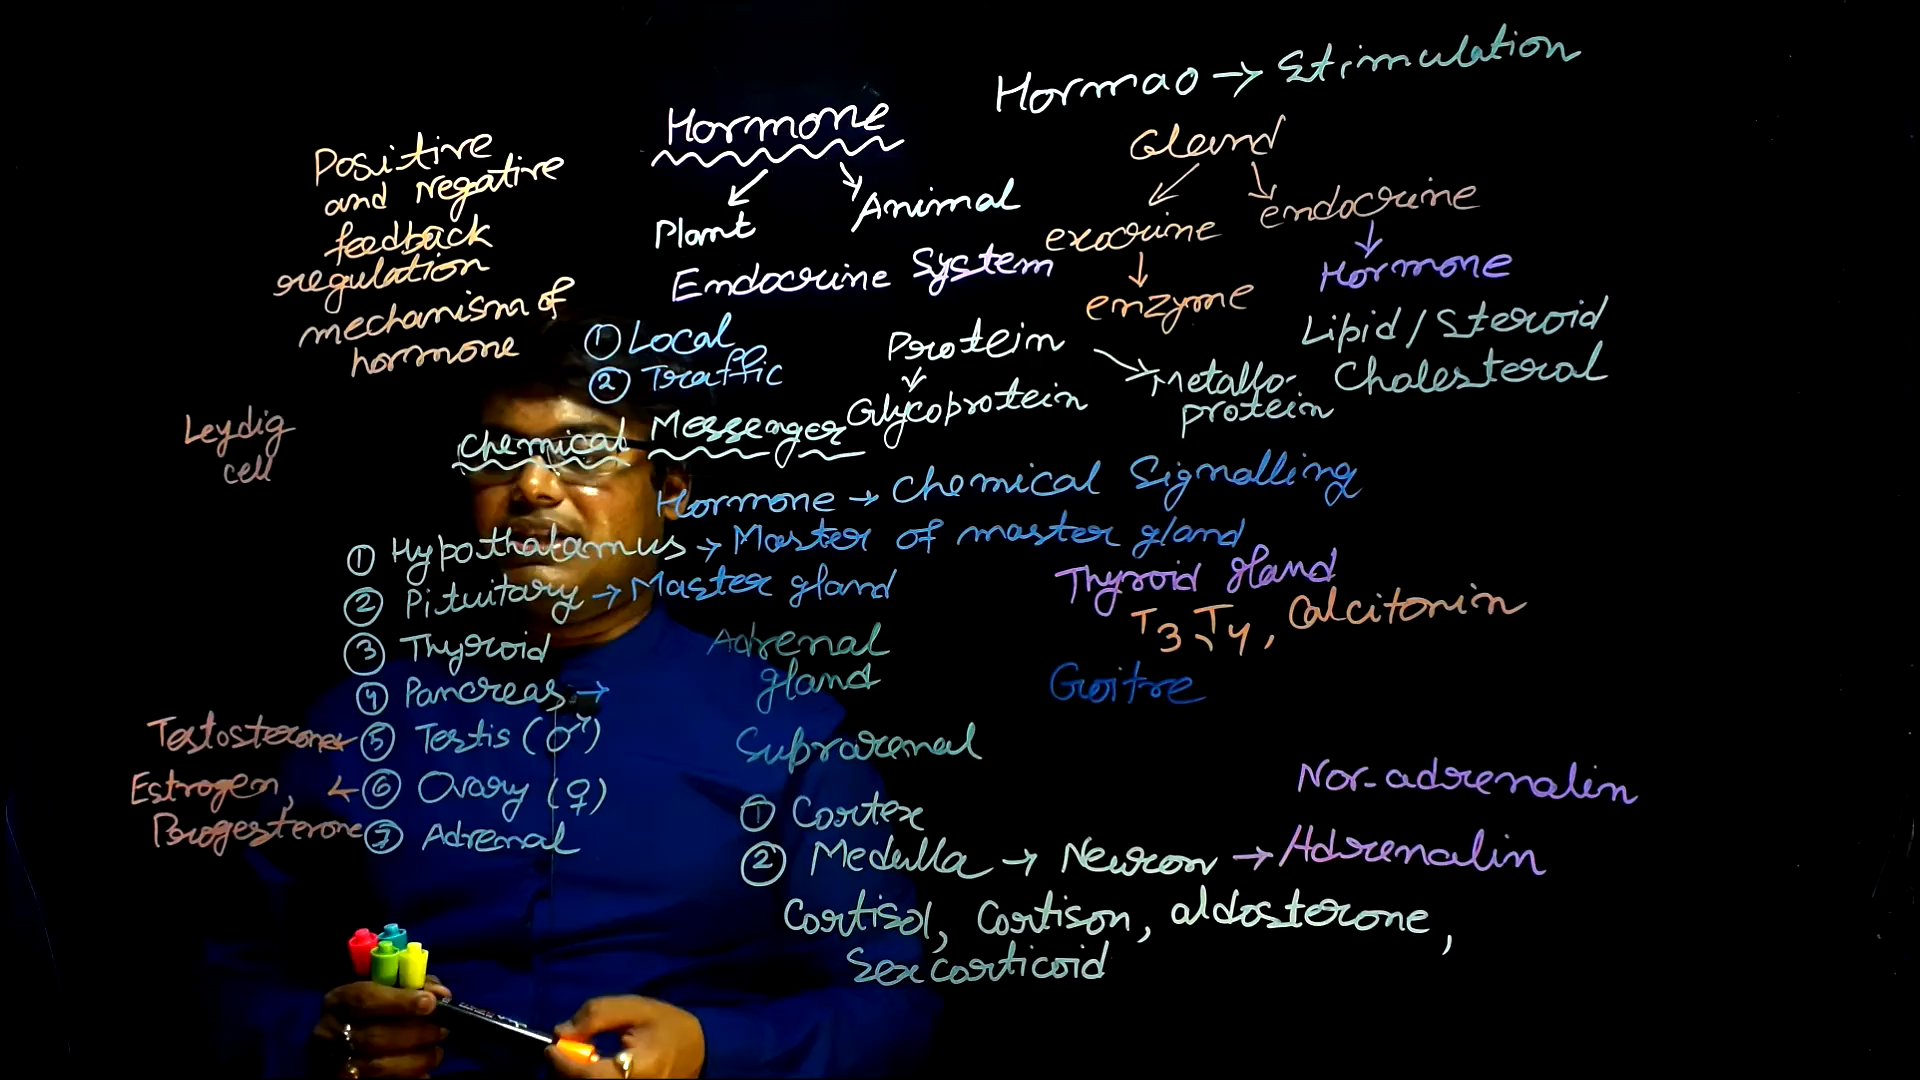 Hormao → Stimulation
Hormone
Plant
Animal
Gland
exocrine
endocrine
enzyme
Hormone
Positive
and Negative
feedback
regulation
mechanism of
hormone
Endocrine System
① Local
② Traffic
Protein
Glycoprotein
Metallo-
protein
Lipid/Steroid
Cholesteral
Chemical Messenger
Leydig
cell
Hormone → Chemical Signalling
① Hypothalamus → Master of master gland
② Pituitary → Master gland
③ Thyroid
④ Pancreas →
⑤ Testis (♂)
⑥ Ovary (♀)
⑦ Adrenal
Testosterone
Estrogen,
Progesterone
Thyroid gland
T3, T4, Calcitonin
Goitre
Adrenal
gland
Suprarenal
① Cortex
② Medulla → Neuron → Adrenalin
Nor-adrenalin
Cortisol, Cortison, aldosterone,
Sexcorticoid